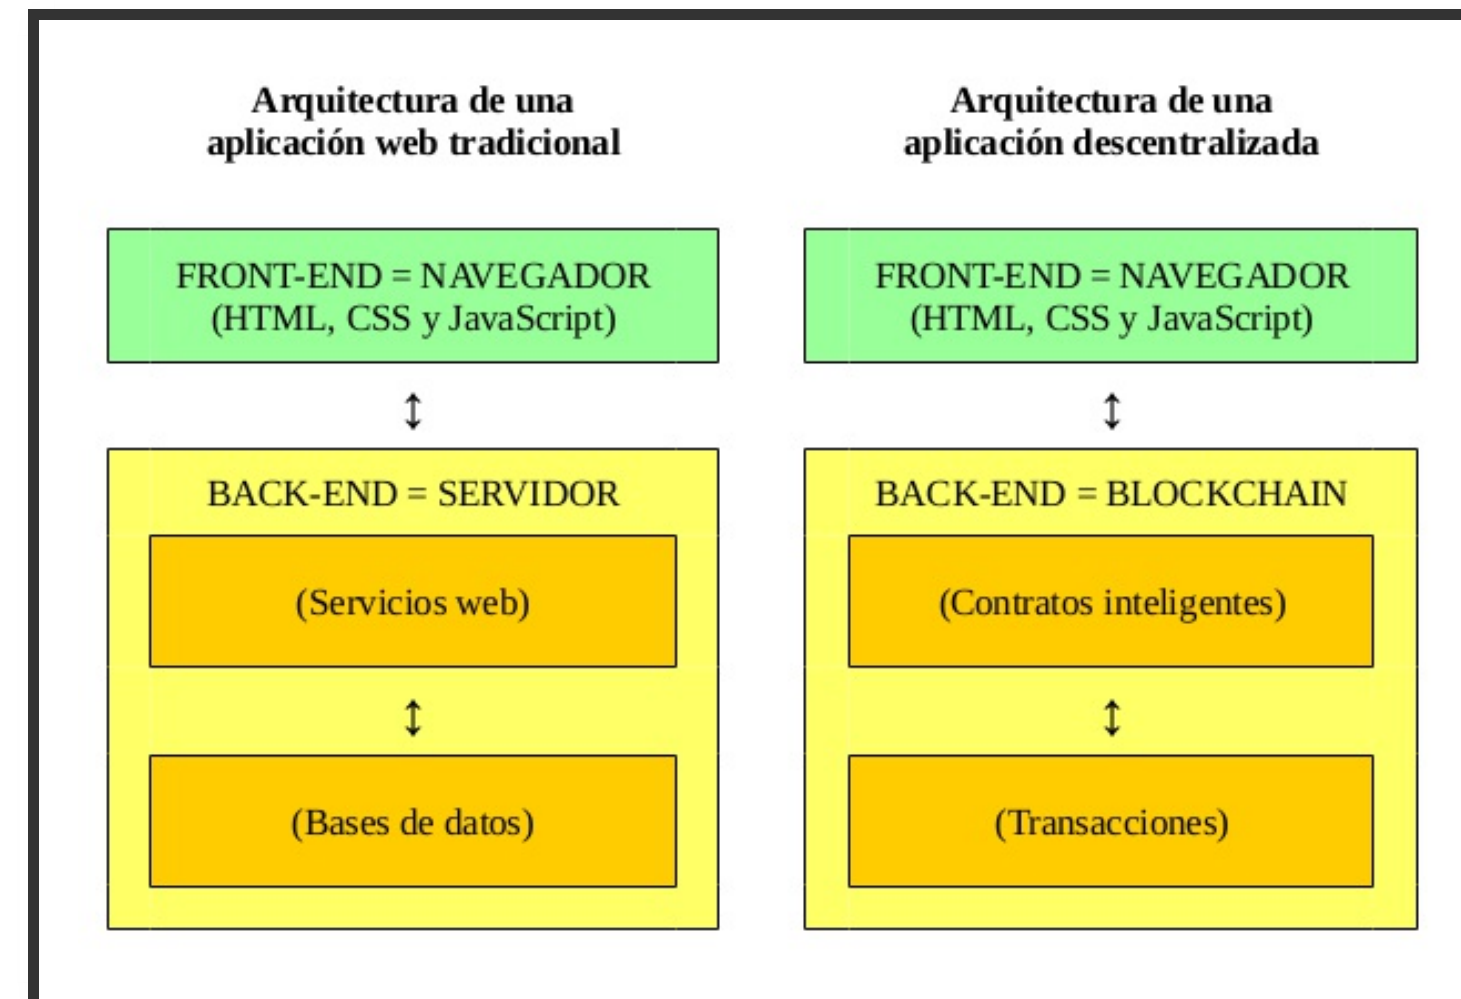 Arquitectura de una
aplicación web tradicional
FRONT-END = NAVEGADOR
(HTML, CSS y JavaScript)
↕
BACK-END = SERVIDOR
(Servicios web)
↕
(Bases de datos)
Arquitectura de una
aplicación descentralizada
FRONT-END = NAVEGADOR
(HTML, CSS y JavaScript)
↕
BACK-END = BLOCKCHAIN
(Contratos inteligentes)
↕
(Transacciones)